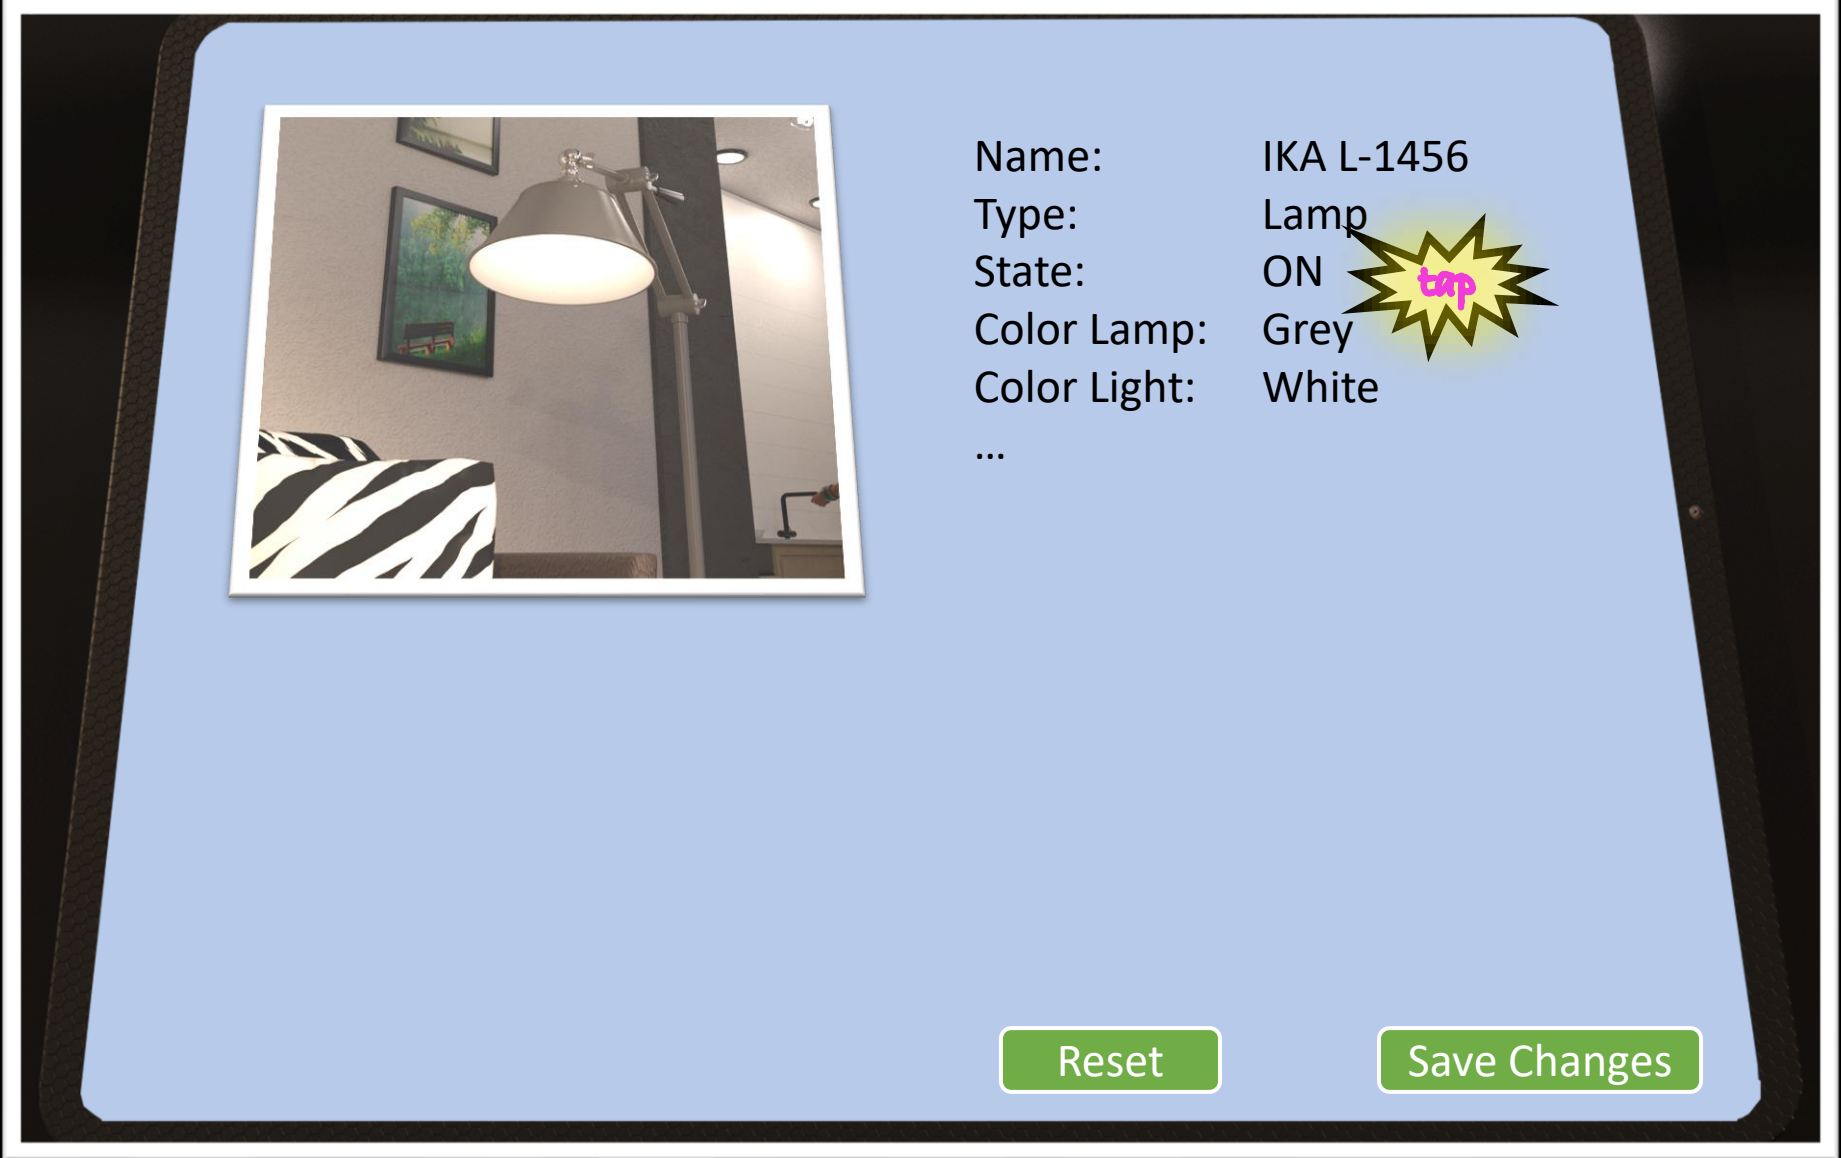 Name: IKA L-1456
Type: Lamp
State: ON
tap
Color Lamp: Grey
Color Light: White
...
Reset Save Changes